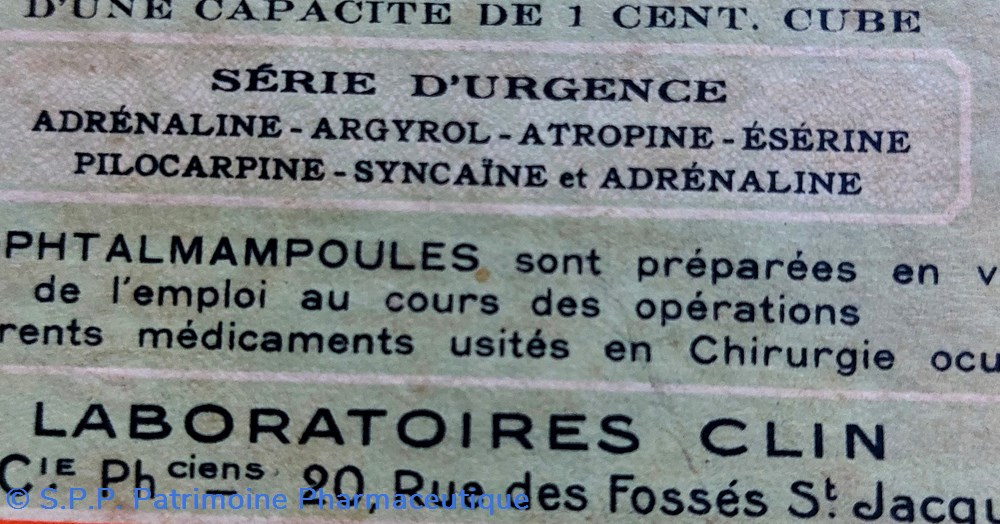 D'UNE CAPACITÉ DE 1 CENT. CUBE
SÉRIE D'URGENCE
ADRÉNALINE - ARGYROL - ATROPINE - ÉSÉRINE
PILOCARPINE - SYNCAÏNE et ADRÉNALINE
PHTALMAMPOULES sont préparées en v
de l'emploi au cours des opérations
rents médicaments usités en Chirurgie ocu
LABORATOIRES CLIN
CIE Phciens 20, Rue des Fossés St. Jacqu
© S.P.P. Patrimoine Pharmaceutique